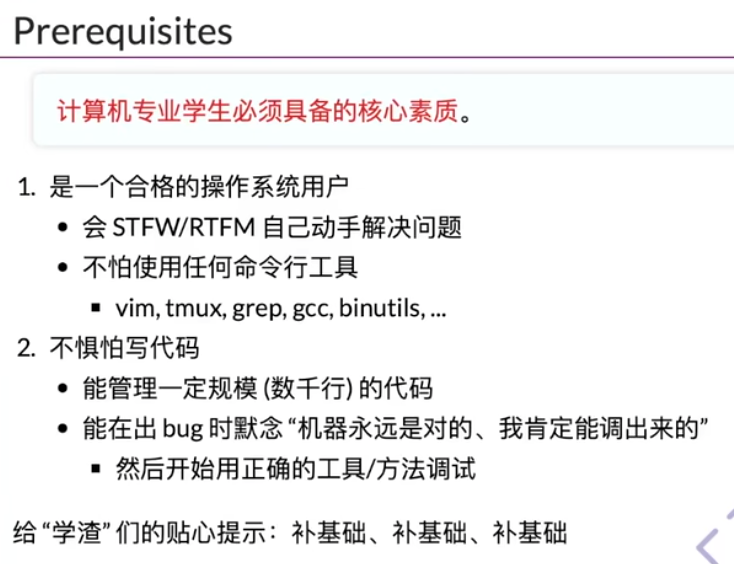 Prerequisites
计算机专业学生必须具备的核心素质。
1. 是一个合格的操作系统用户
• 会 STFW/RTFM 自己动手解决问题
• 不怕使用任何命令行工具
▪ vim, tmux, grep, gcc, binutils, ...
2. 不惧怕写代码
• 能管理一定规模 (数千行) 的代码
• 能在出 bug 时默念 “机器永远是对的、我肯定能调出来的”
▪ 然后开始用正确的工具/方法调试
给 “学渣” 们的贴心提示：补基础、补基础、补基础